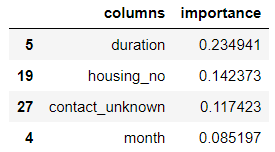 columns importance
5 duration 0.234941
19 housing_no 0.142373
27 contact_unknown 0.117423
4 month 0.085197